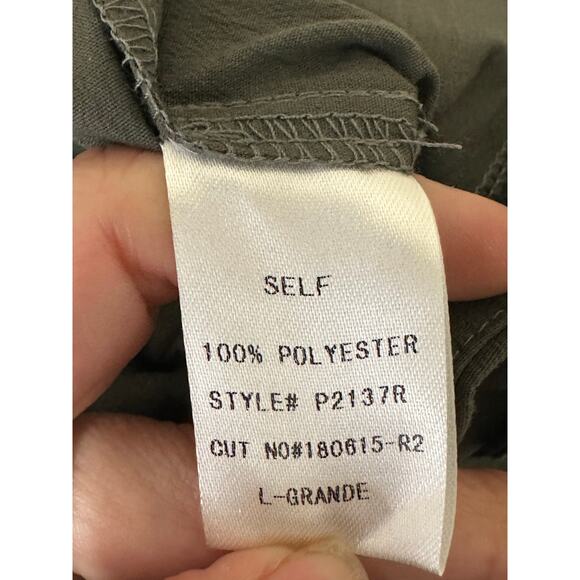 SELF
100% POLYESTER
STYLE# P2137R
CUT NO#180615-R2
L-GRANDE